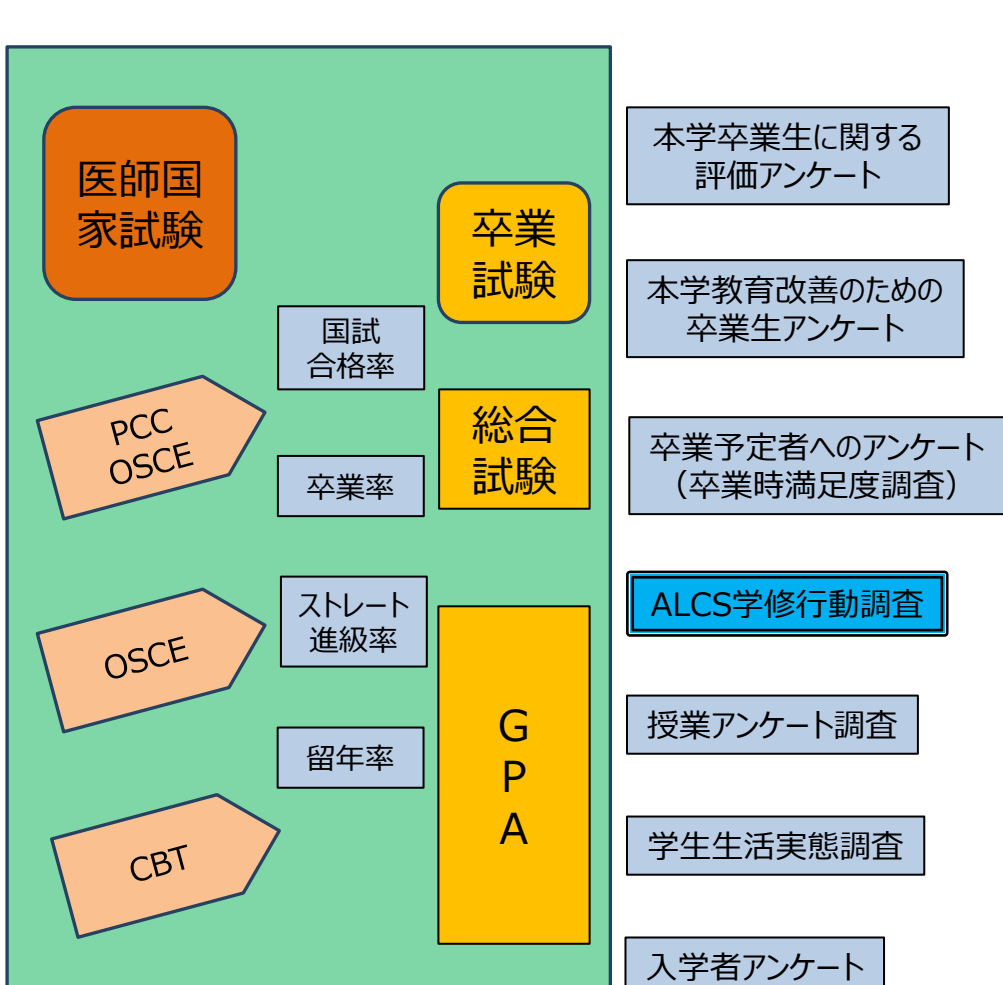 医師国
家試験
卒業
試験
国試
合格率
PCC
OSCE
総合
試験
卒業率
ストレート
進級率
OSCE
留年率
G
P
A
CBT
本学卒業生に関する
評価アンケート
本学教育改善のための
卒業生アンケート
卒業予定者へのアンケート
（卒業時満足度調査）
ALCS学修行動調査
授業アンケート調査
学生生活実態調査
入学者アンケート